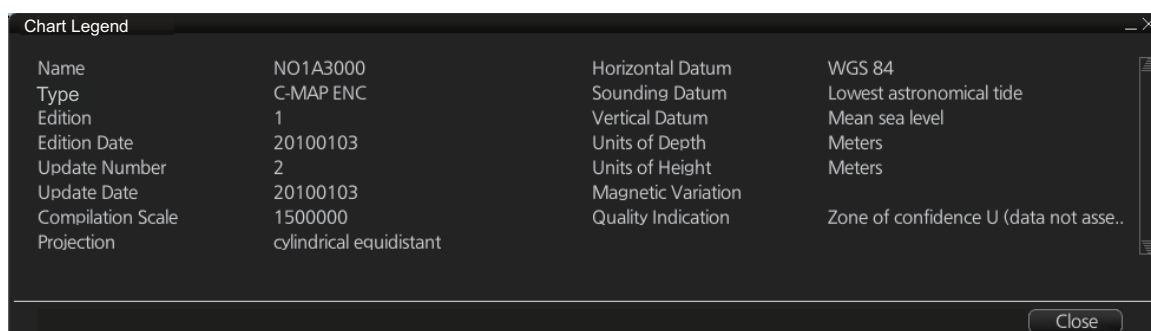 Chart Legend
Name NO1A3000 Horizontal Datum WGS 84
Type C-MAP ENC Sounding Datum Lowest astronomical tide
Edition 1 Vertical Datum Mean sea level
Edition Date 20100103 Units of Depth Meters
Update Number 2 Units of Height Meters
Update Date 20100103 Magnetic Variation
Compilation Scale 1500000 Quality Indication Zone of confidence U (data not asse..
Projection cylindrical equidistant
Close